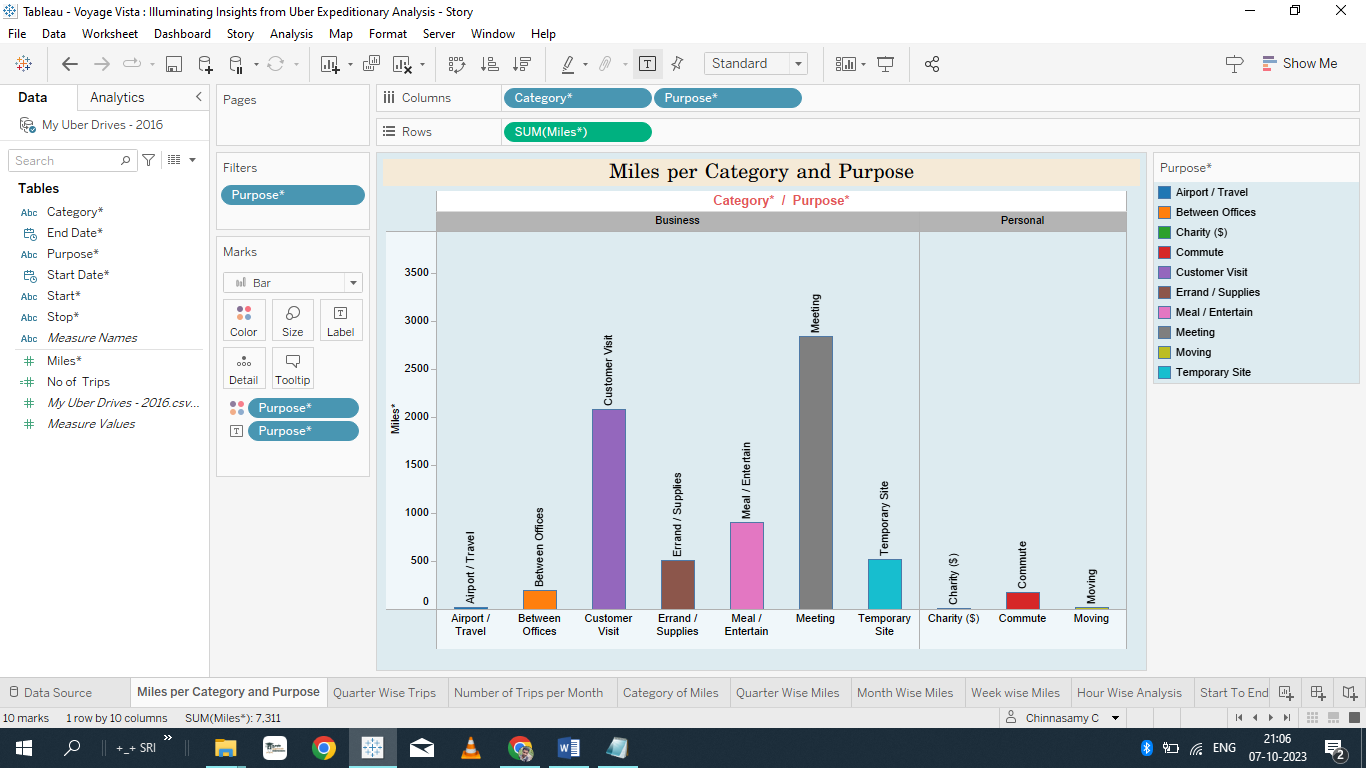 Tableau - Voyage Vista : Illuminating Insights from Uber Expeditionary Analysis - Story
File Data Worksheet Dashboard Story Analysis Map Format Server Window Help
Standard
Show Me
Data Analytics
My Uber Drives - 2016
Search
Tables
Abc Category*
End Date*
Abc Purpose*
Start Date*
Abc Start*
Abc Stop*
Abc Measure Names
Miles*
No of Trips
My Uber Drives - 2016.csv...
Measure Values
Pages
Filters
Purpose*
Marks
Bar
Color Size Label
Detail Tooltip
Purpose*
Purpose*
Columns Category* Purpose*
Rows SUM(Miles*)
Miles per Category and Purpose
Category* / Purpose*
Business Personal
Miles*
3500
3000
2500
2000
1500
1000
500
0
Airport / Travel
Between Offices
Customer Visit
Errand / Supplies
Meal / Entertain
Meeting
Temporary Site
Charity ($)
Commute
Moving
Airport / Between Customer Errand / Meal / Meeting Temporary Charity ($) Commute Moving
Travel Offices Visit Supplies Entertain Site
Purpose*
Airport / Travel
Between Offices
Charity ($)
Commute
Customer Visit
Errand / Supplies
Meal / Entertain
Meeting
Moving
Temporary Site
Data Source Miles per Category and Purpose Quarter Wise Trips Number of Trips per Month Category of Miles Quarter Wise Miles Month Wise Miles Week wise Miles Hour Wise Analysis Start To End
10 marks 1 row by 10 columns SUM(Miles*): 7,311 Chinnasamy C
+_+ SRI » ENG 21:06
07-10-2023 2